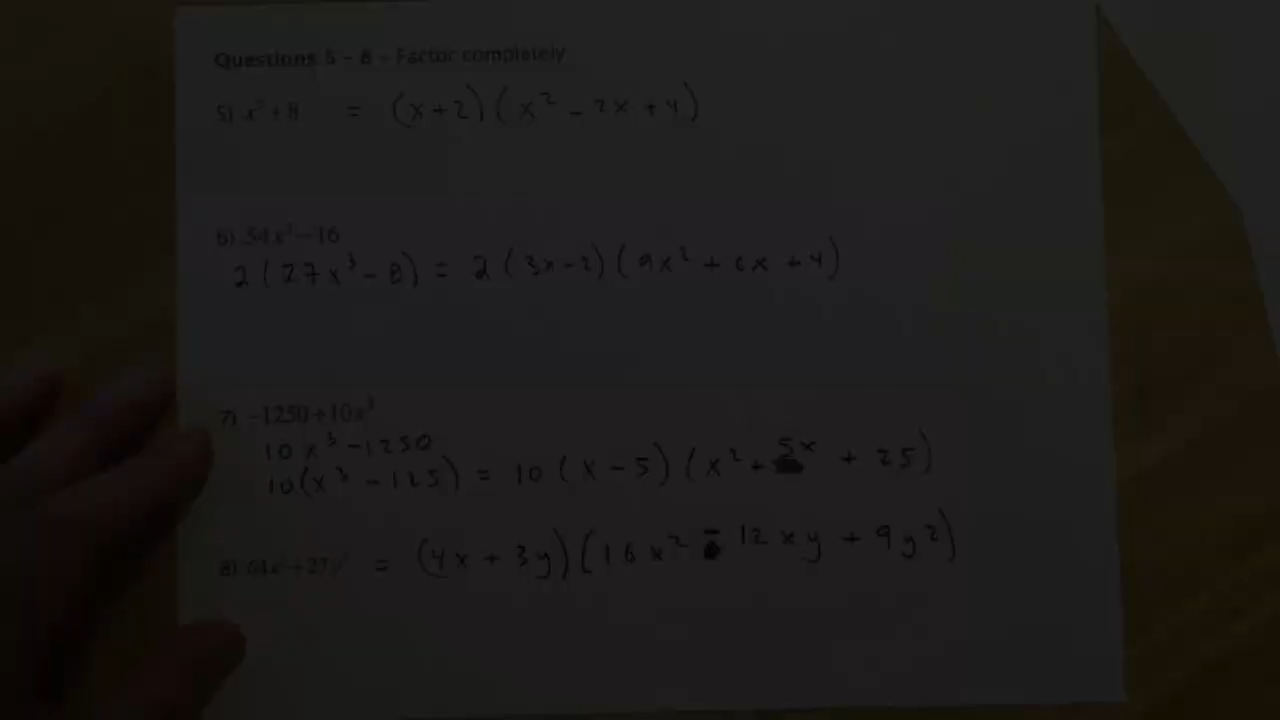 Questions 5 – 8 – Factor completely
5) x³ + 8 = (x + 2)(x² - 2x + 4)
6) 54x³ – 16
2(27x³ - 8) = 2(3x - 2)(9x² + 6x + 4)
7) –1250 + 10x³
10x³ - 1250
10(x³ - 125) = 10(x - 5)(x² + 5x + 25)
8) 64x³ + 27y³ = (4x + 3y)(16x² - 12xy + 9y²)